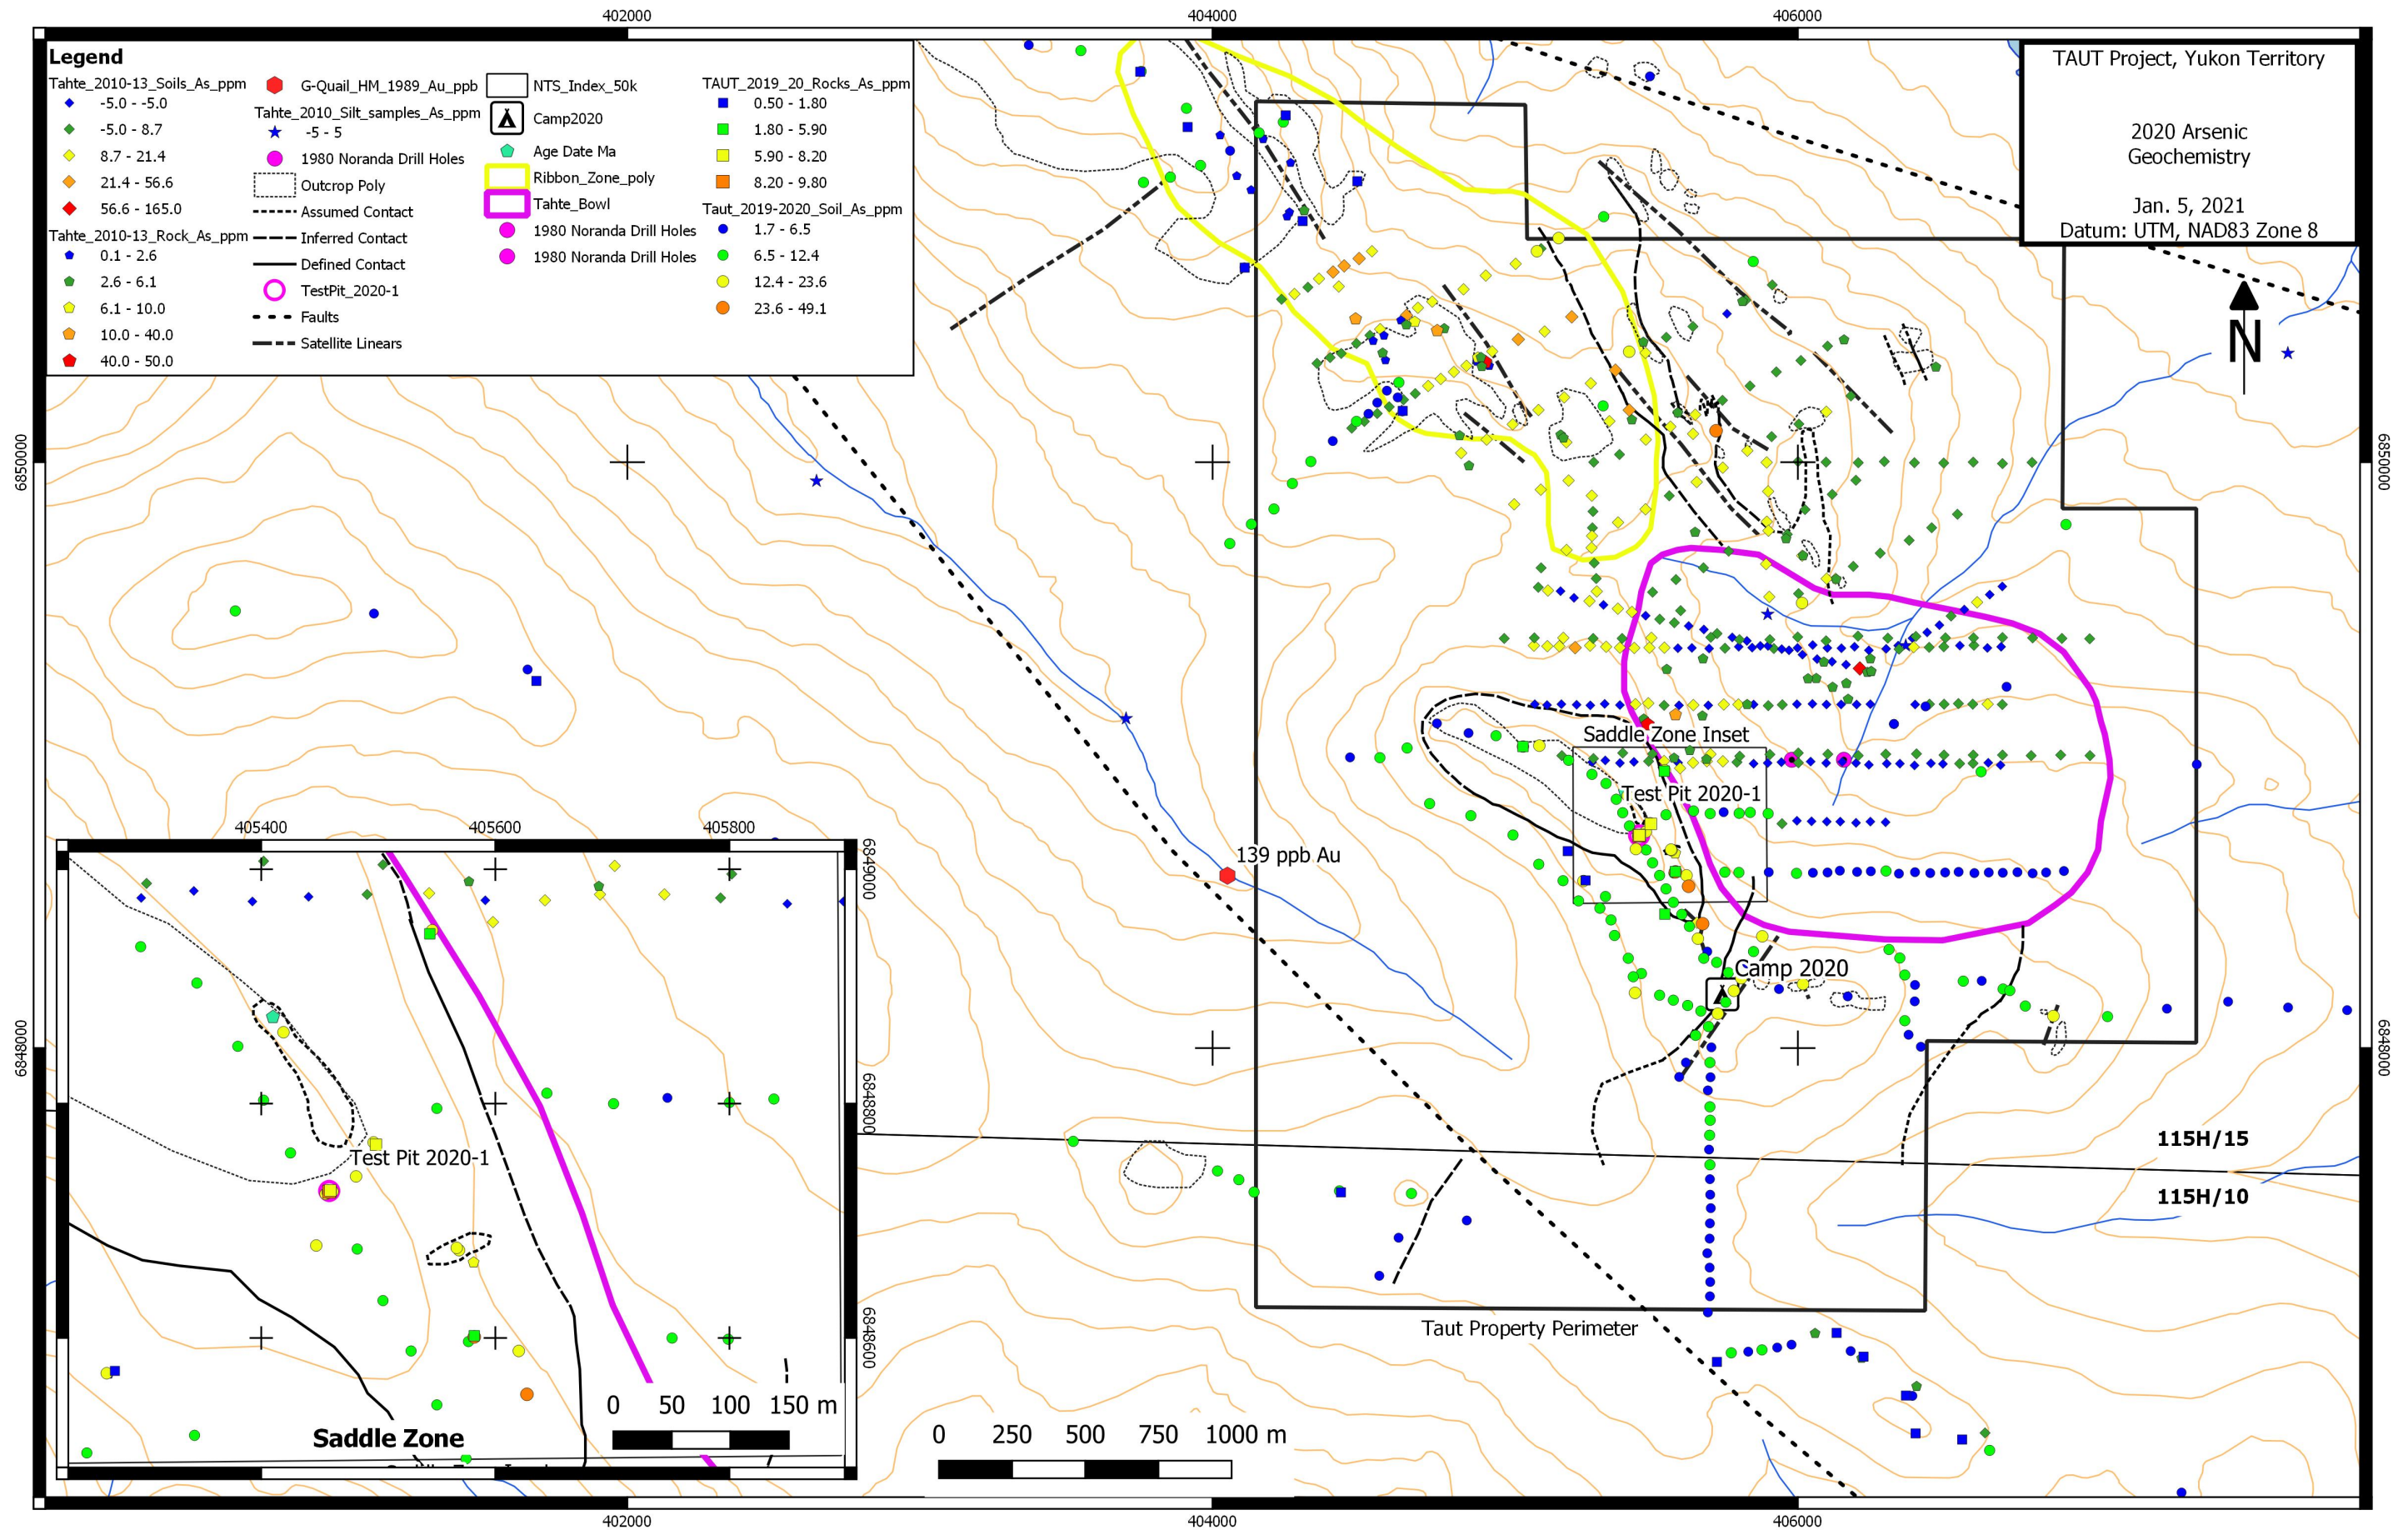 402000
404000
406000
Legend
Tahte_2010-13_Soils_As_ppm
-5.0 - -5.0
-5.0 - 8.7
8.7 - 21.4
21.4 - 56.6
56.6 - 165.0
Tahte_2010-13_Rock_As_ppm
0.1 - 2.6
2.6 - 6.1
6.1 - 10.0
10.0 - 40.0
40.0 - 50.0
G-Quail_HM_1989_Au_ppb
Tahte_2010_Silt_samples_As_ppm
-5 - 5
1980 Noranda Drill Holes
Outcrop Poly
Assumed Contact
Inferred Contact
Defined Contact
TestPit_2020-1
Faults
Satellite Linears
NTS_Index_50k
Camp2020
Age Date Ma
Ribbon_Zone_poly
Tahte_Bowl
1980 Noranda Drill Holes
1980 Noranda Drill Holes
TAUT_2019_20_Rocks_As_ppm
0.50 - 1.80
1.80 - 5.90
5.90 - 8.20
8.20 - 9.80
Taut_2019-2020_Soil_As_ppm
1.7 - 6.5
6.5 - 12.4
12.4 - 23.6
23.6 - 49.1
TAUT Project, Yukon Territory
2020 Arsenic
Geochemistry
Jan. 5, 2021
Datum: UTM, NAD83 Zone 8
N
6850000
6850000
Saddle Zone Inset
Test Pit 2020-1
139 ppb Au
Camp 2020
6848000
6848000
115H/15
115H/10
Taut Property Perimeter
405400
405600
405800
6849000
6848800
6848600
Test Pit 2020-1
Saddle Zone
0 50 100 150 m
0 250 500 750 1000 m
402000
404000
406000